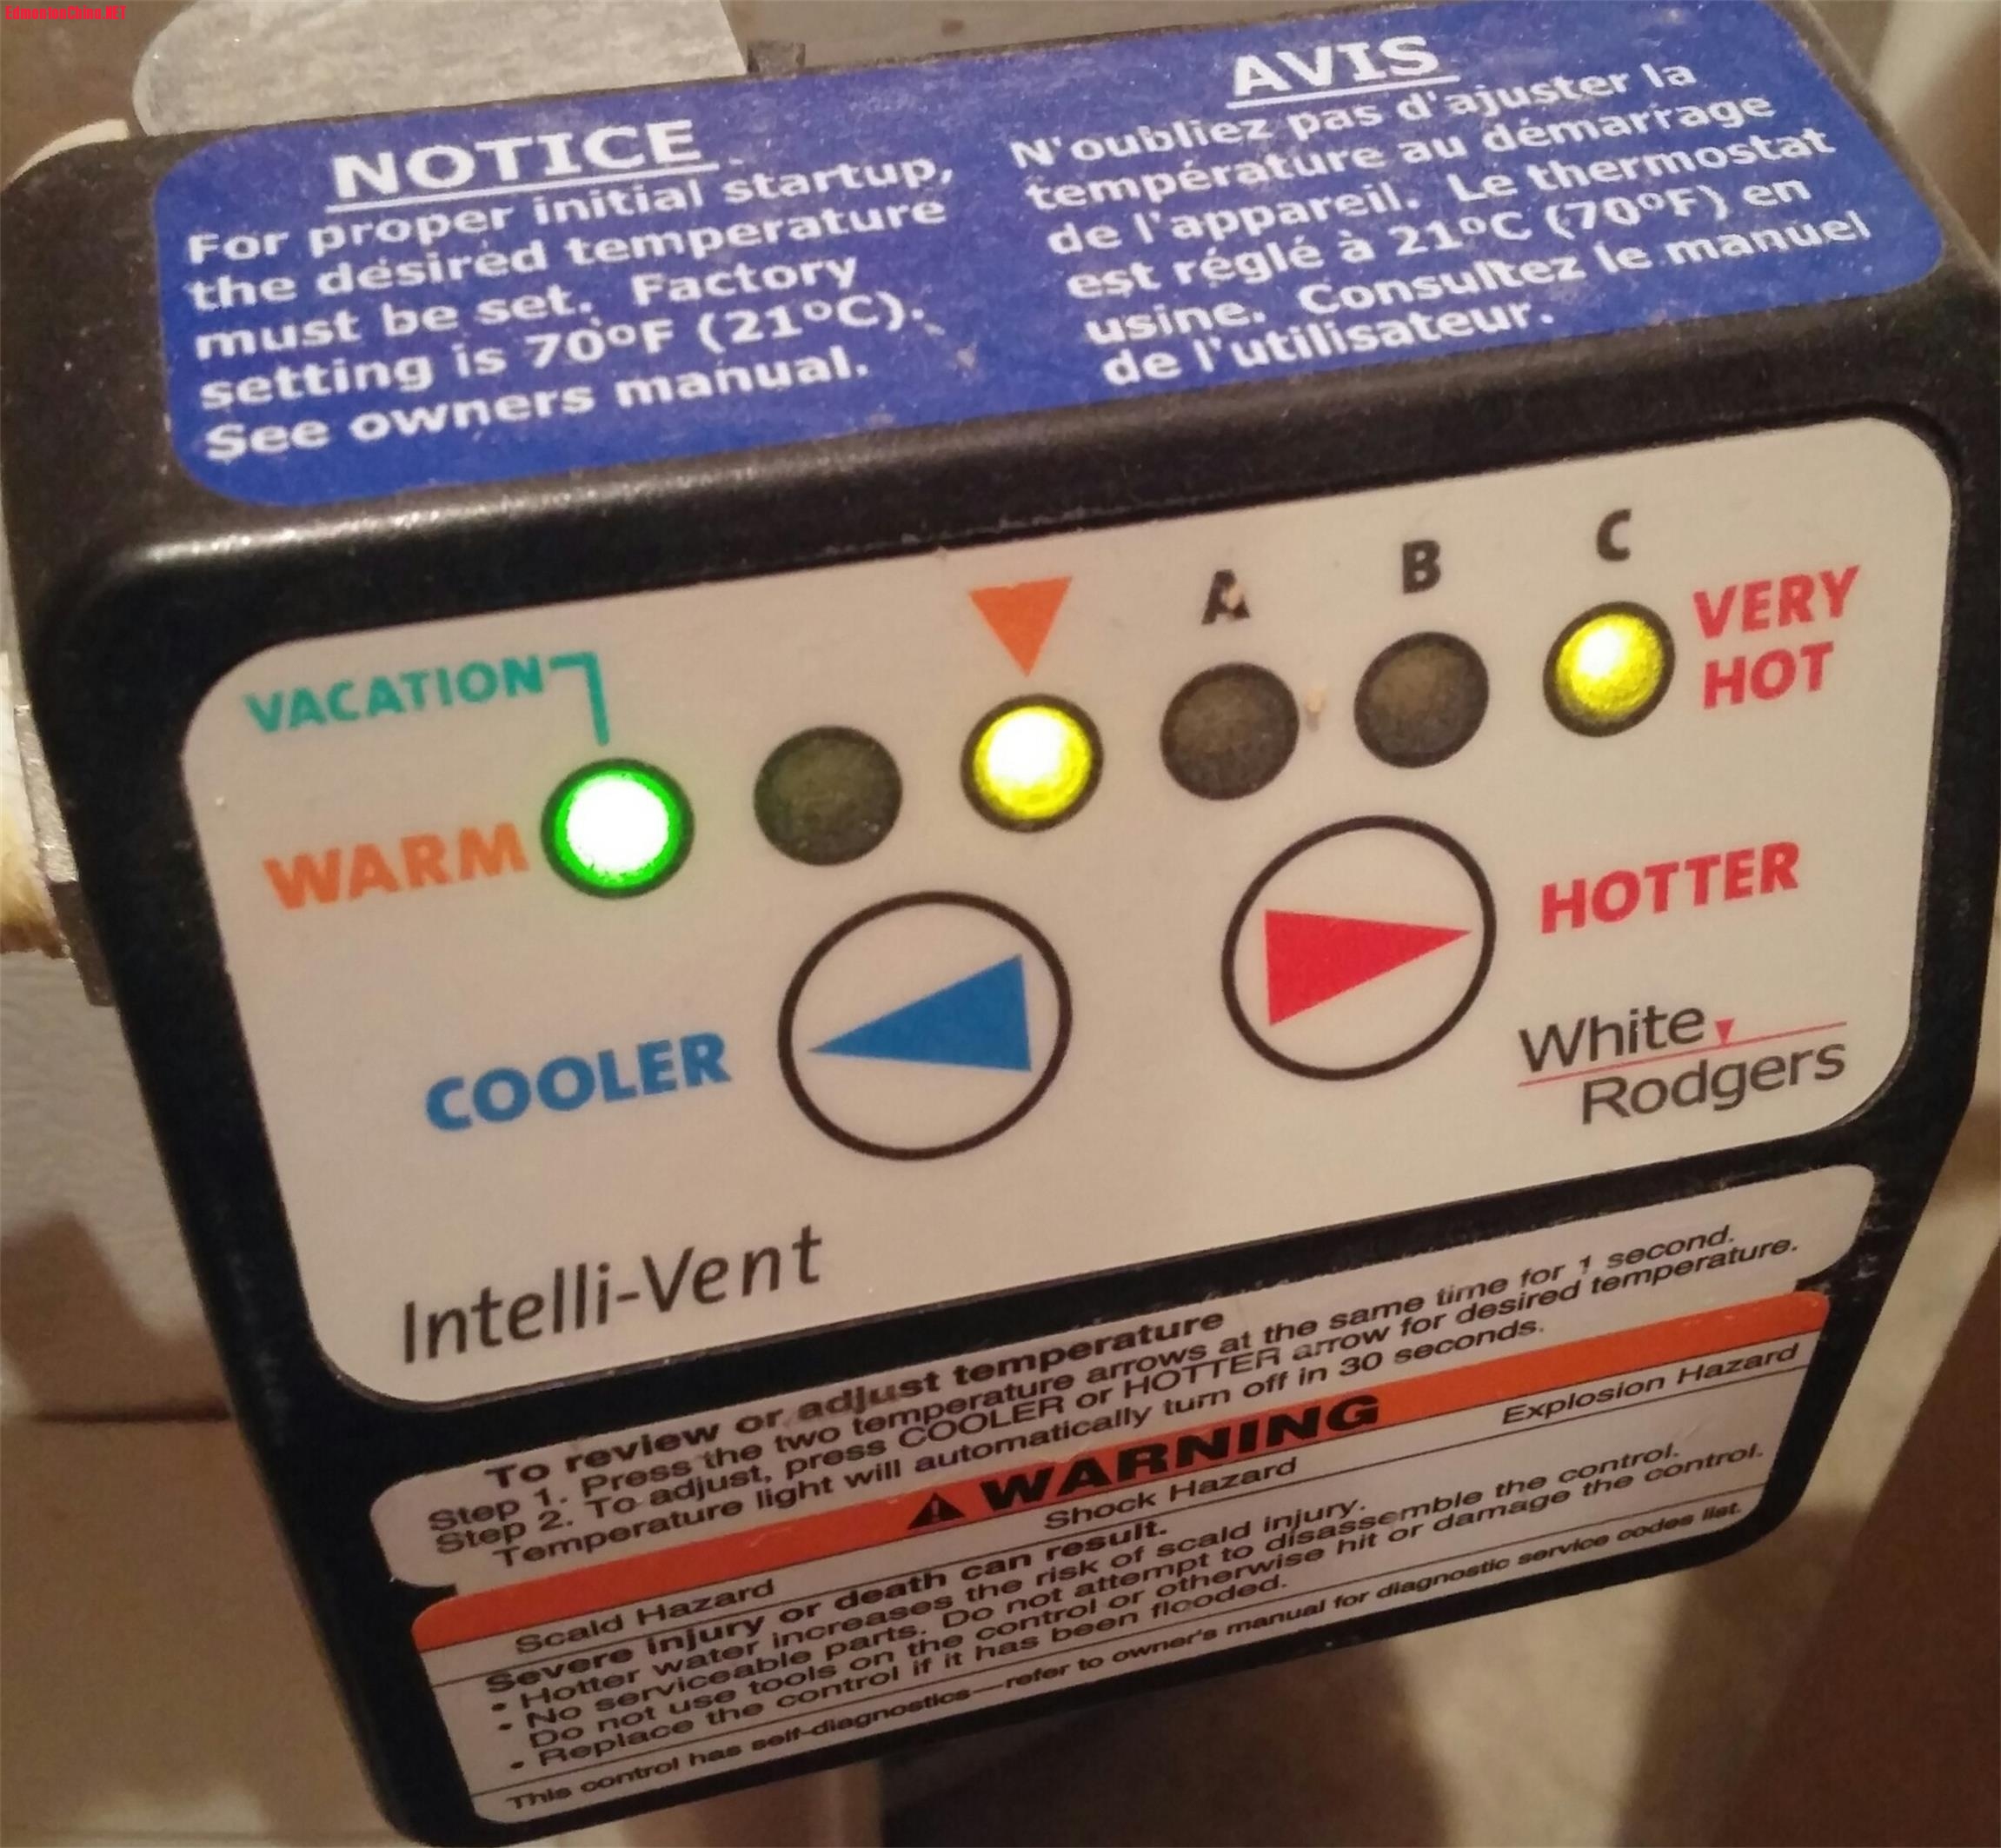 EdmontonChina.NET
NOTICE
For proper initial startup,
the desired temperature
must be set. Factory
setting is 70ºF (21ºC).
See owners manual.
AVIS
N'oubliez pas d'ajuster la
température au démarrage
de l'appareil. Le thermostat
est réglé à 21ºC (70ºF) en
usine. Consultez le manuel
de l'utilisateur.
A B C
VACATION
VERY
HOT
WARM
HOTTER
COOLER
White
Rodgers
Intelli-Vent
To review or adjust temperature
Step 1. Press the two temperature arrows at the same time for 1 second.
Step 2. To adjust, press COOLER or HOTTER arrow for desired temperature.
Temperature light will automatically turn off in 30 seconds.
WARNING
Scald Hazard Shock Hazard Explosion Hazard
Severe injury or death can result.
• Hotter water increases the risk of scald injury.
• No serviceable parts. Do not attempt to disassemble the control.
Do not use tools on the control or otherwise hit or damage the control.
• Replace the control if it has been flooded.
This control has self-diagnostics—refer to owner's manual for diagnostic service codes list.